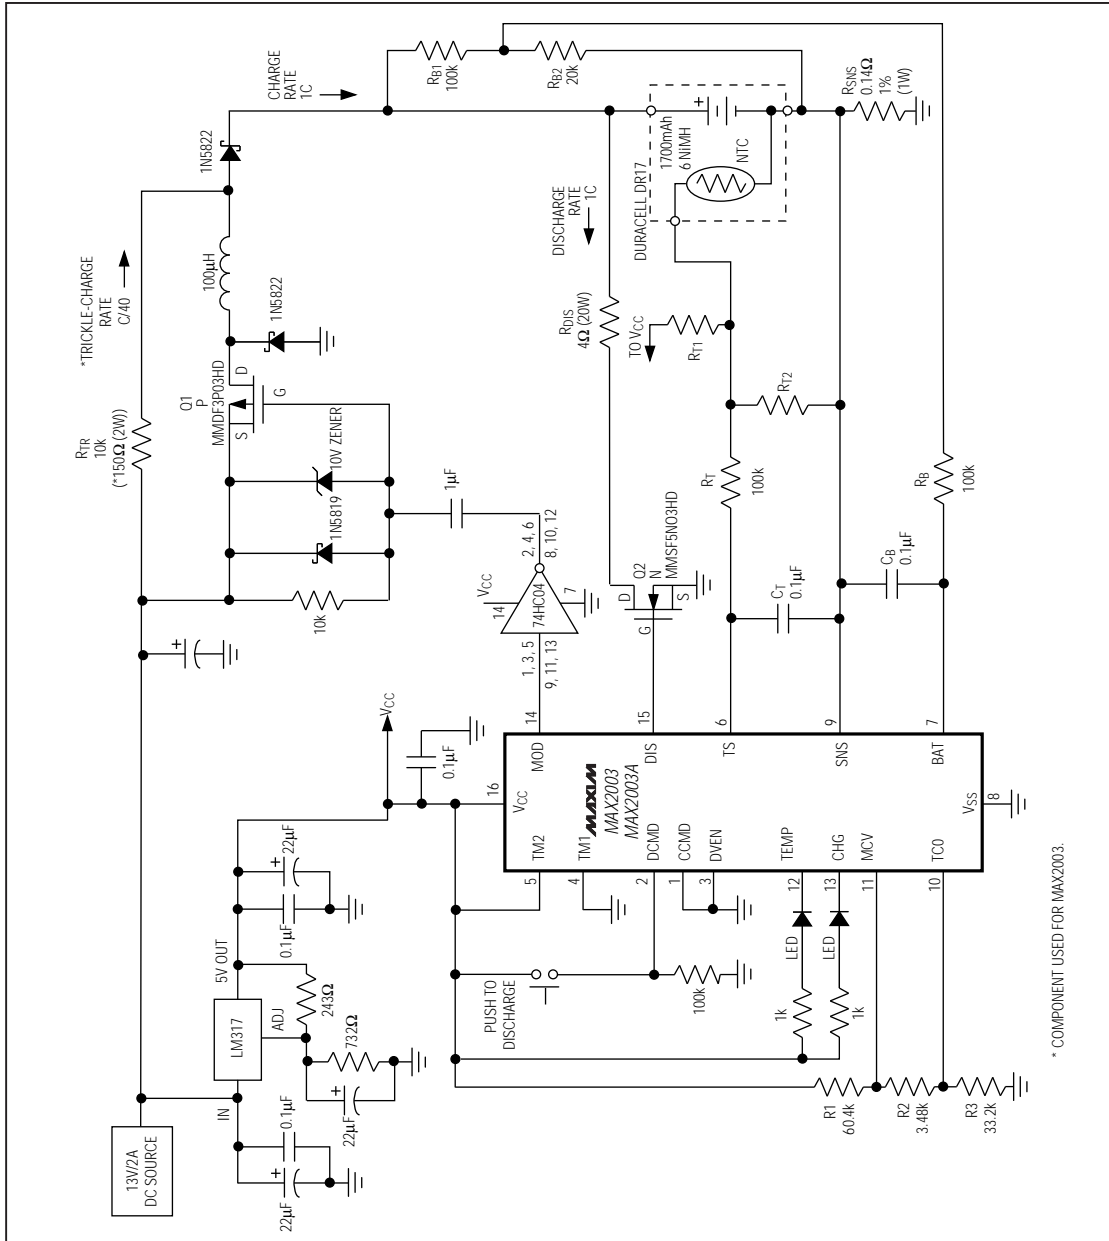 13V/2A
DC SOURCE
IN
22µF
0.1µF
LM317
5V OUT
ADJ
243Ω
732Ω
22µF
0.1µF
22µF
VCC
0.1µF
*TRICKLE-CHARGE
RATE
C/40
RTR
10k
(*150Ω (2W))
10k
1N5819
10V ZENER
1µF
Q1
P
MMDF3P03HD
S
D
G
1N5822
100µH
1N5822
CHARGE
RATE
1C
RB1
100k
RB2
20k
DURACELL DR17
1700mAh
6 NiMH
+
NTC
RSNS
0.14Ω
1%
(1W)
DISCHARGE
RATE
1C
RDIS
4Ω (20W)
TO VCC
RT1
RT2
RT
100k
RB
100k
CT
0.1µF
CB
0.1µF
Q2
N
MMSF5NO3HD
D
S
G
VCC
14
74HC04
7
2, 4, 6
8, 10, 12
1, 3, 5
9, 11, 13
14
15
6
9
7
MOD
DIS
TS
SNS
BAT
16
VCC
MAXIM
MAX2003
MAX2003A
VSS
8
TM2
TM1
DCMD
CCMD
DVEN
TEMP
CHG
MCV
TC0
5
4
2
1
3
12
13
11
10
PUSH TO
DISCHARGE
100k
LED
LED
1k
1k
R1
60.4k
R2
3.48k
R3
33.2k
* COMPONENT USED FOR MAX2003.